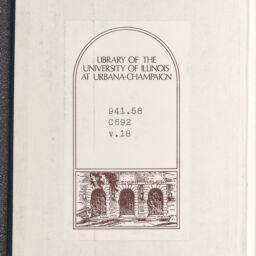 LIBRARY OF THE
UNIVERSITY OF ILLINOIS
AT URBANA-CHAMPAIGN
941.58
C692
v.18